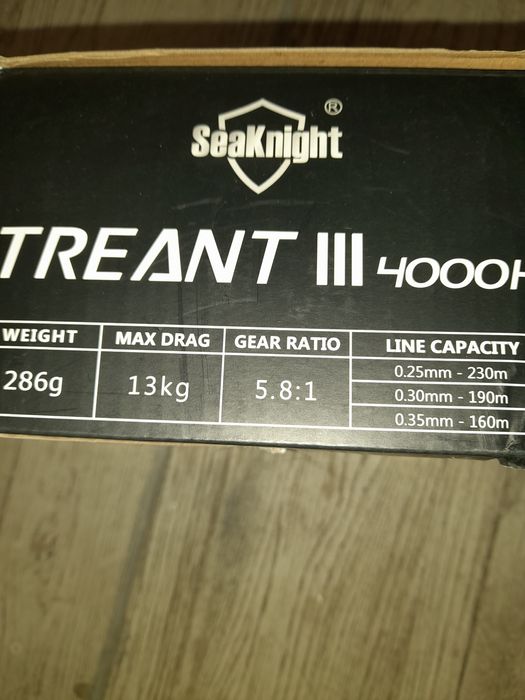 ®
SeaKnight
TREANT III 4000H
WEIGHT MAX DRAG GEAR RATIO LINE CAPACITY
286g 13kg 5.8:1 0.25mm - 230m
0.30mm - 190m
0.35mm - 160m